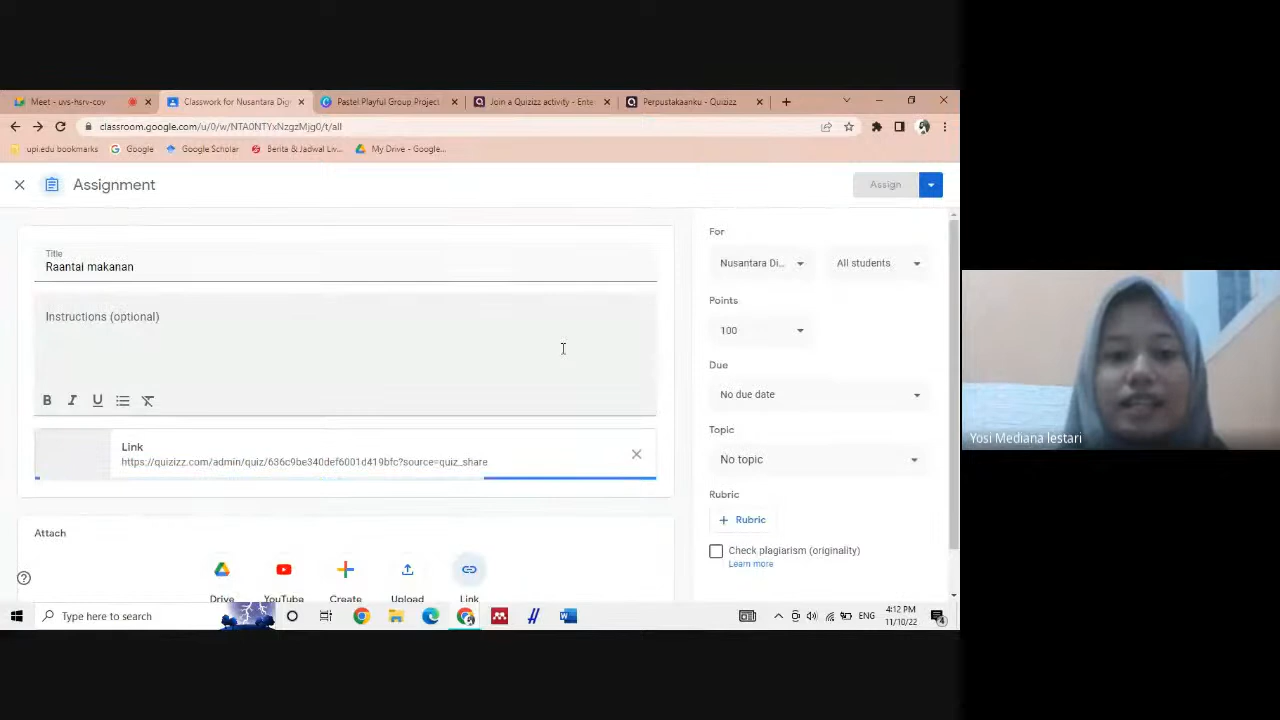 Meet - uvs-hsrv-cov
Classwork for Nusantara Dig
Pastel Playful Group Project
Join a Quizizz activity - Ente
Perpustakaanku - Quizizz
classroom.google.com/u/0/w/NTA0NTYxNzgzMjg0/t/all
upi.edu bookmarks
Google
Google Scholar
Berita & Jadwal Liv...
My Drive - Google...
Assignment
Assign
Title
Raantai makanan
Instructions (optional)
B I U
Link
https://quizizz.com/admin/quiz/636c9be340def6001d419bfc?source=quiz_share
Attach
Drive
YouTube
Create
Upload
Link
For
Nusantara Di...
All students
Points
100
Due
No due date
Topic
No topic
Rubric
+ Rubric
Check plagiarism (originality)
Learn more
Yosi Mediana lestari
Type here to search
ENG
4:12 PM
11/10/22
4